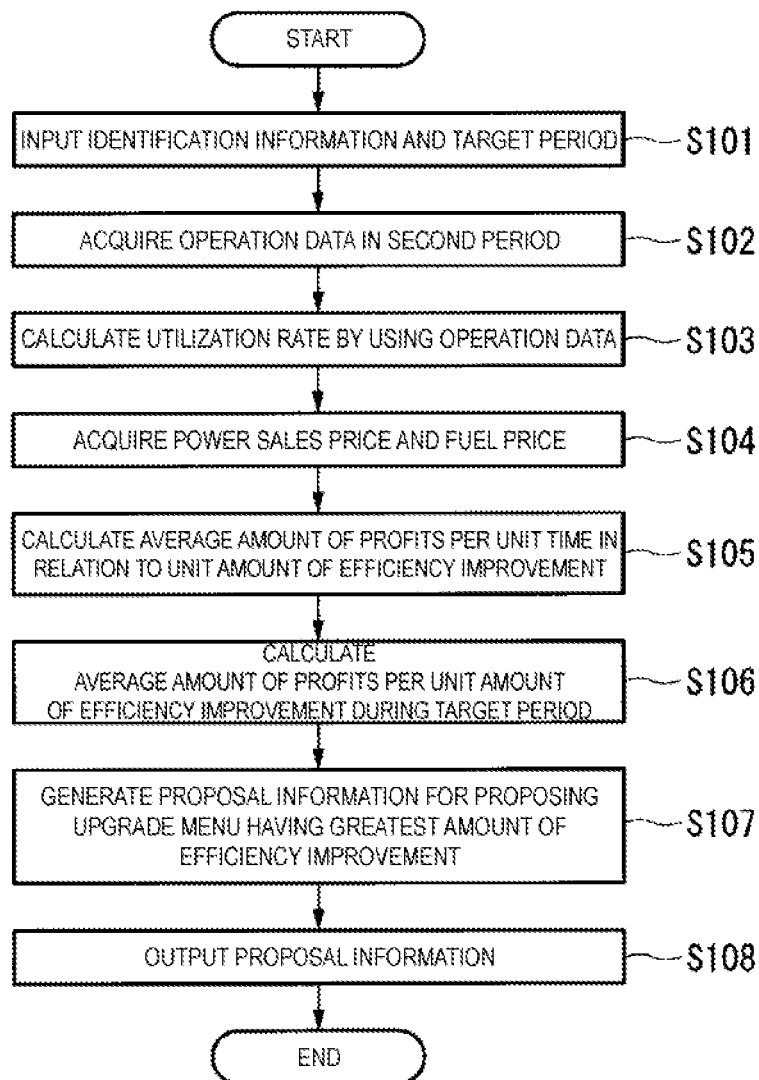 START
INPUT IDENTIFICATION INFORMATION AND TARGET PERIOD
S101
ACQUIRE OPERATION DATA IN SECOND PERIOD
S102
CALCULATE UTILIZATION RATE BY USING OPERATION DATA
S103
ACQUIRE POWER SALES PRICE AND FUEL PRICE
S104
CALCULATE AVERAGE AMOUNT OF PROFITS PER UNIT TIME IN
RELATION TO UNIT AMOUNT OF EFFICIENCY IMPROVEMENT
S105
CALCULATE
AVERAGE AMOUNT OF PROFITS PER UNIT AMOUNT
OF EFFICIENCY IMPROVEMENT DURING TARGET PERIOD
S106
GENERATE PROPOSAL INFORMATION FOR PROPOSING
UPGRADE MENU HAVING GREATEST AMOUNT OF
EFFICIENCY IMPROVEMENT
S107
OUTPUT PROPOSAL INFORMATION
S108
END